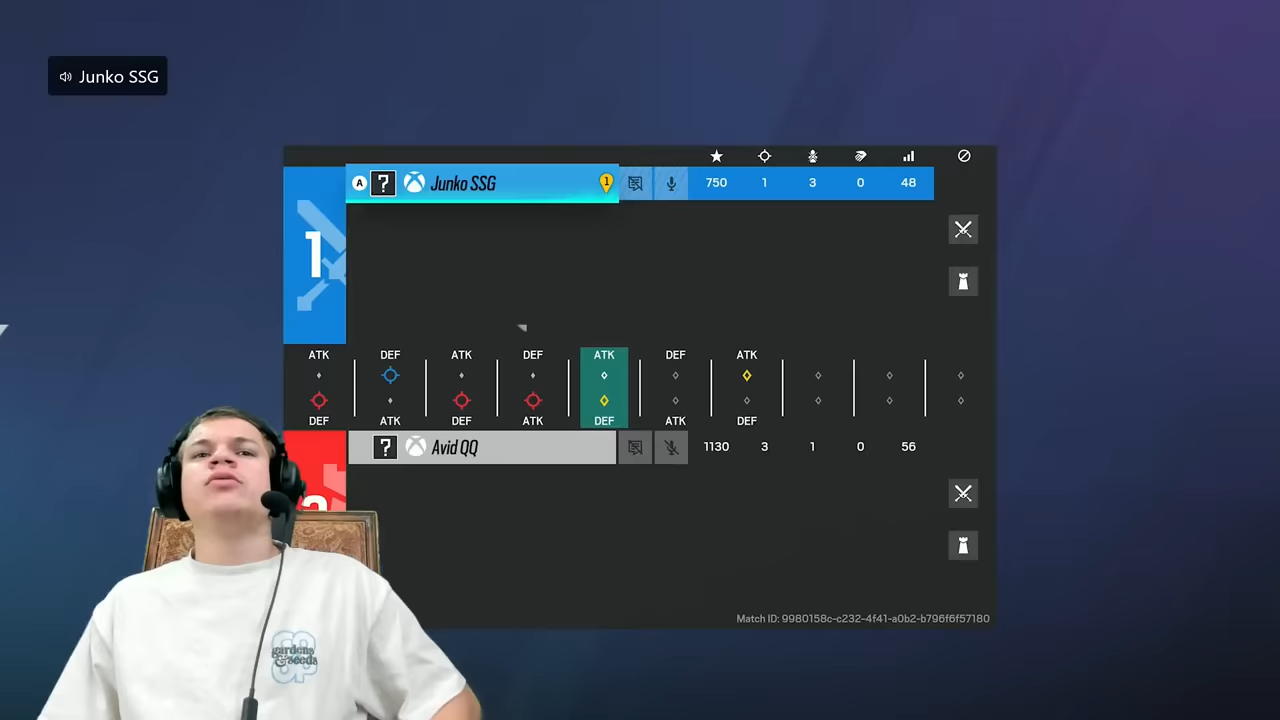 Junko SSG
A ? Junko SSG 1 750 1 3 0 48
1
ATK DEF ATK DEF ATK DEF ATK
DEF ATK DEF ATK DEF ATK DEF
? Avid QQ 1130 3 1 0 56
gardens
&seeds
Match ID: 9980158c-c232-4f41-a0b2-b796f6f57180